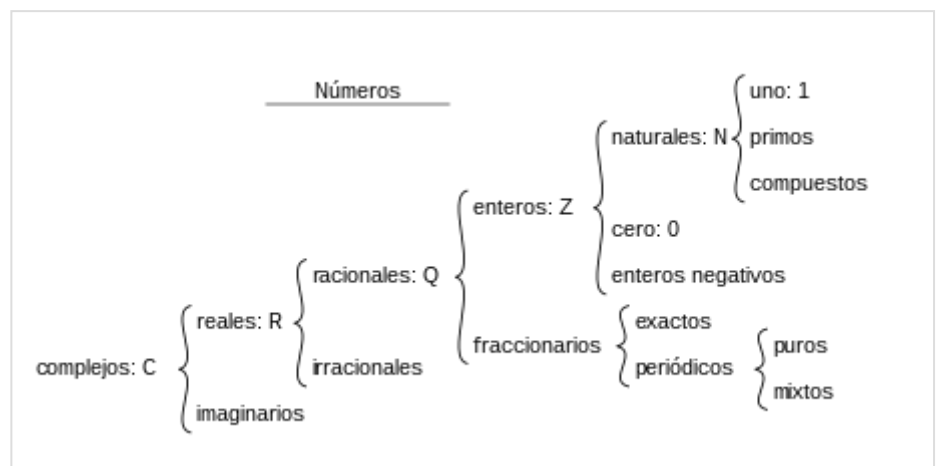 Números
uno: 1
naturales: N
primos
compuestos
enteros: Z
cero: 0
racionales: Q
enteros negativos
reales: R
exactos
fraccionarios
puros
complejos: C
irracionales
periódicos
mixtos
imaginarios